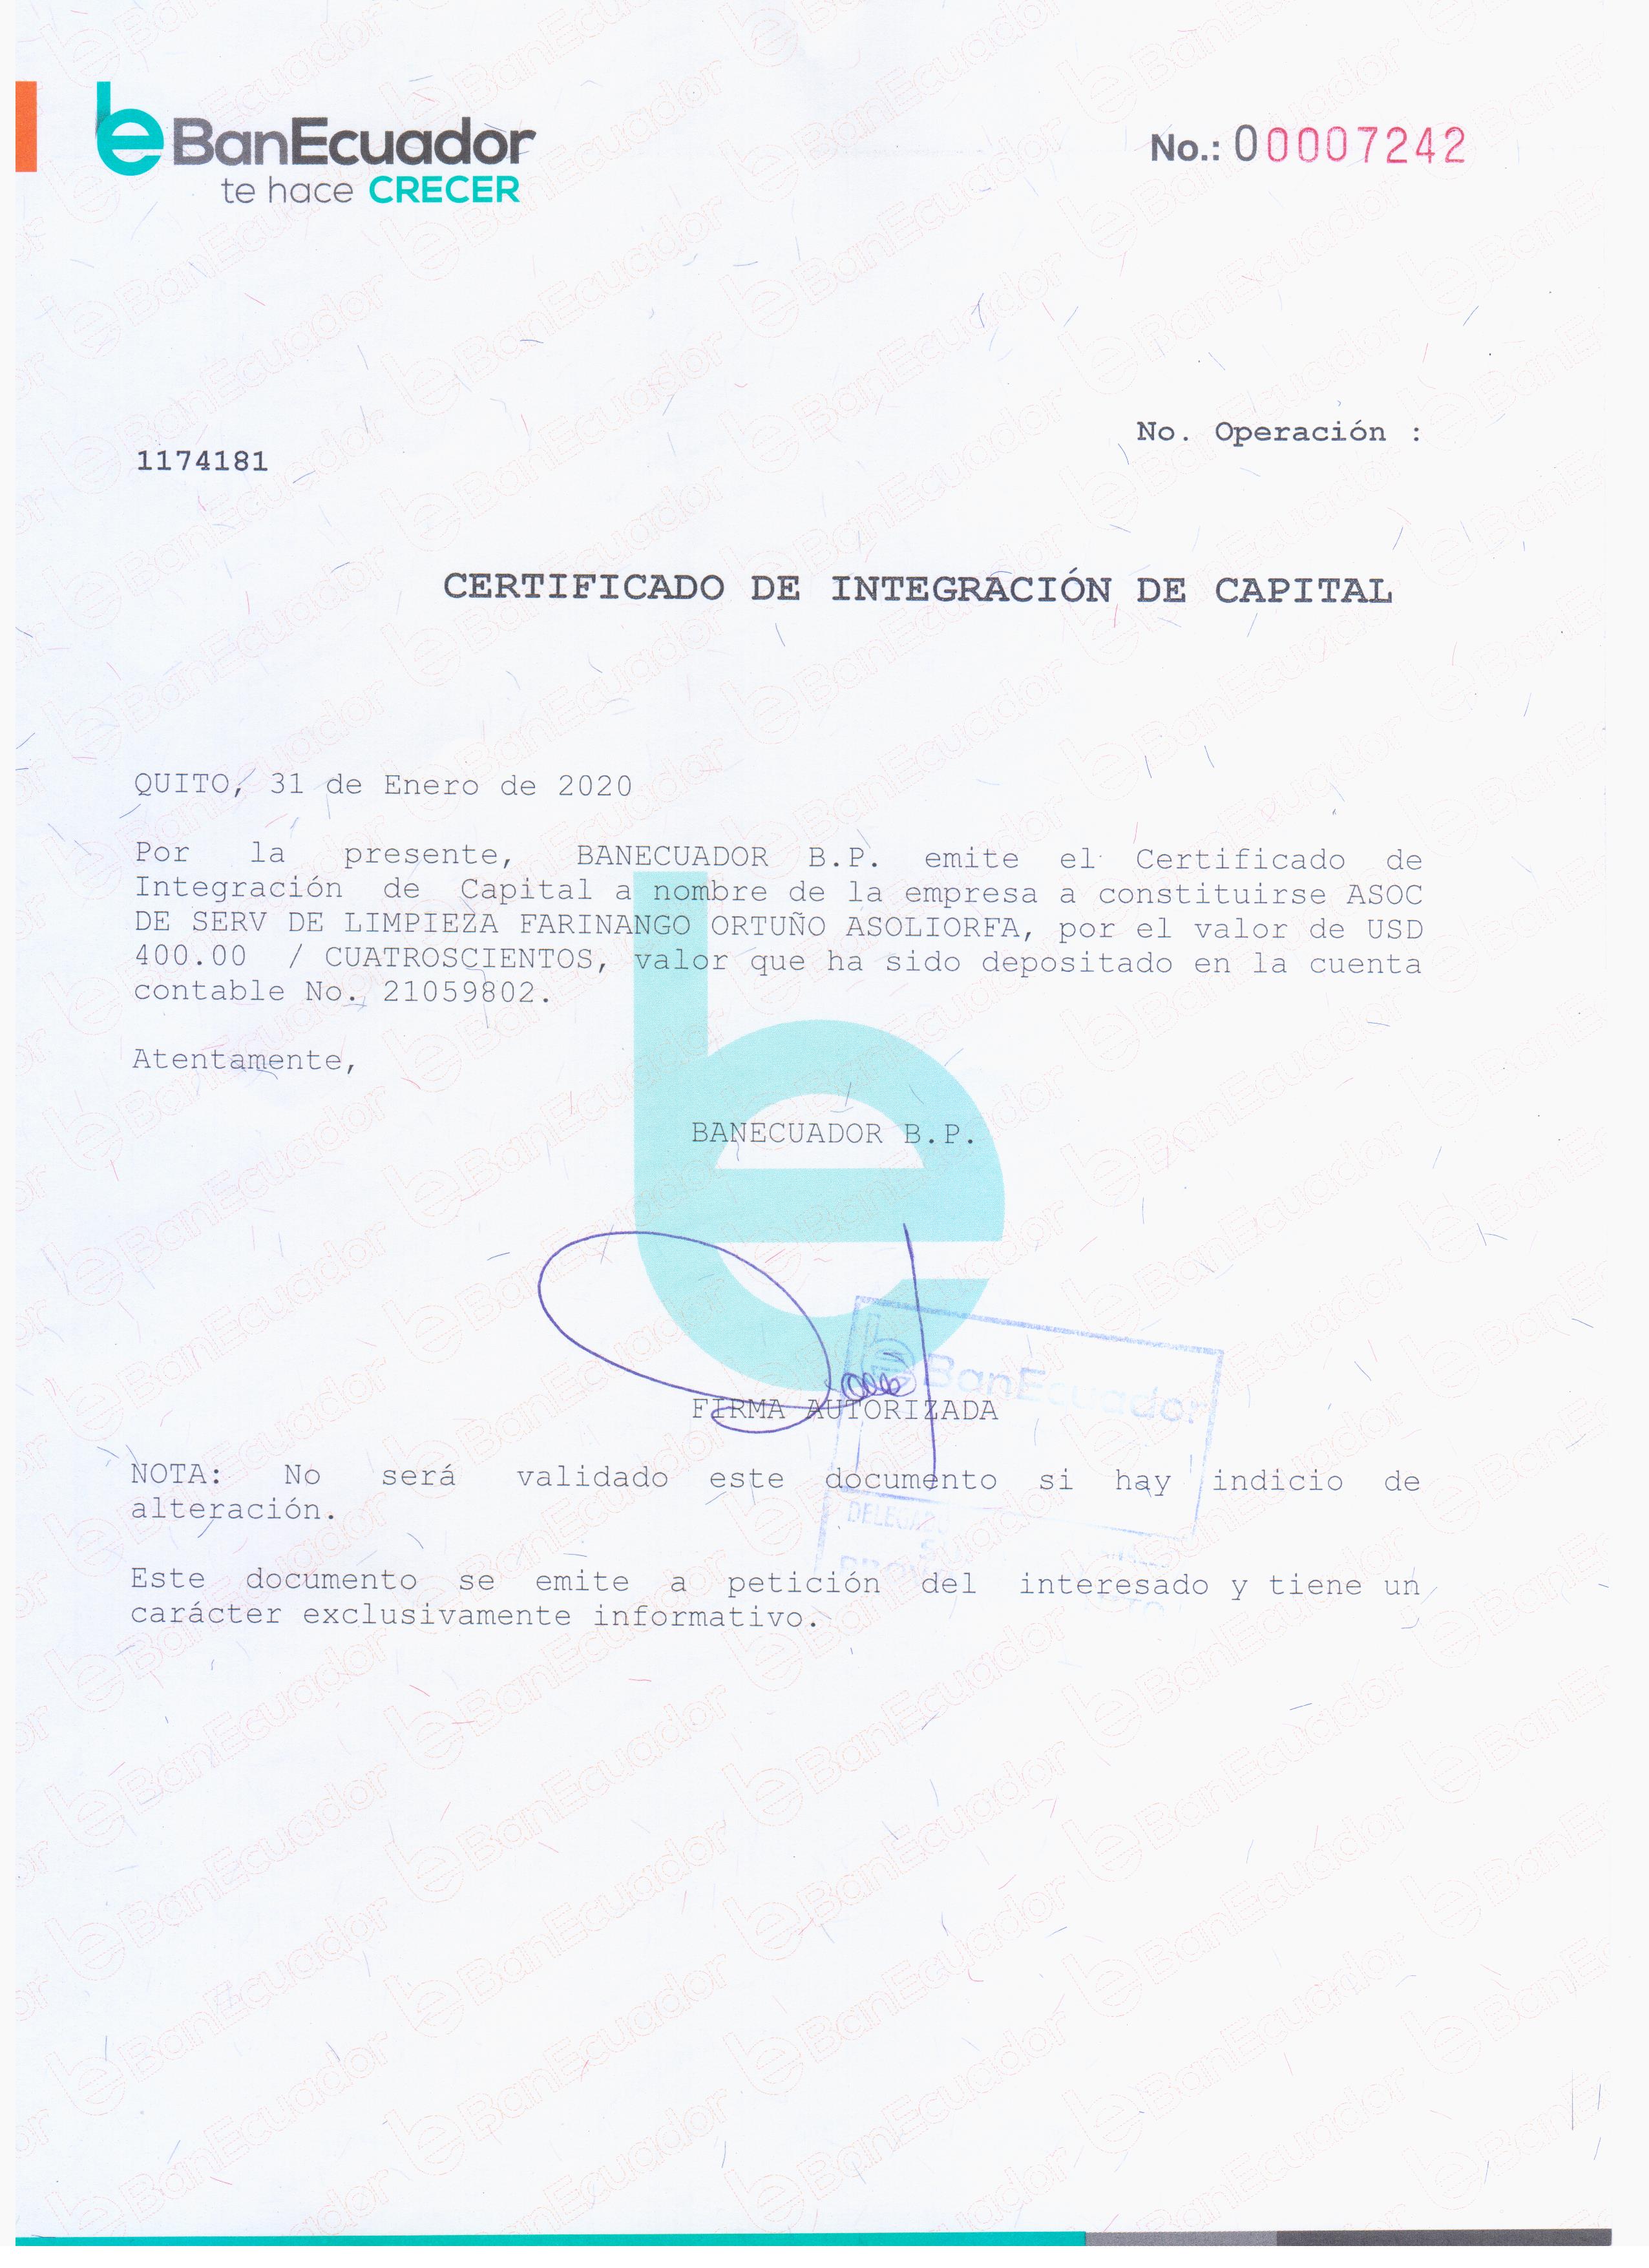 BanEcuador
te hace CRECER
No.: 00007242
No. Operación :
1174181
CERTIFICADO DE INTEGRACIÓN DE CAPITAL
QUITO, 31 de Enero de 2020
Por la presente, BANECUADOR B.P. emite el Certificado de
Integración de Capital a nombre de la empresa a constituirse ASOC
DE SERV DE LIMPIEZA FARINANGO ORTUÑO ASOLIORFA, por el valor de USD
400.00 / CUATROSCIENTOS, valor que ha sido depositado en la cuenta
contable No. 21059802.
Atentamente,
BANECUADOR B.P.
BanEcuador
FIRMA AUTORIZADA
NOTA: No será validado este documento si hay indicio de
alteración.
Este documento se emite a petición del interesado y tiene un
carácter exclusivamente informativo.